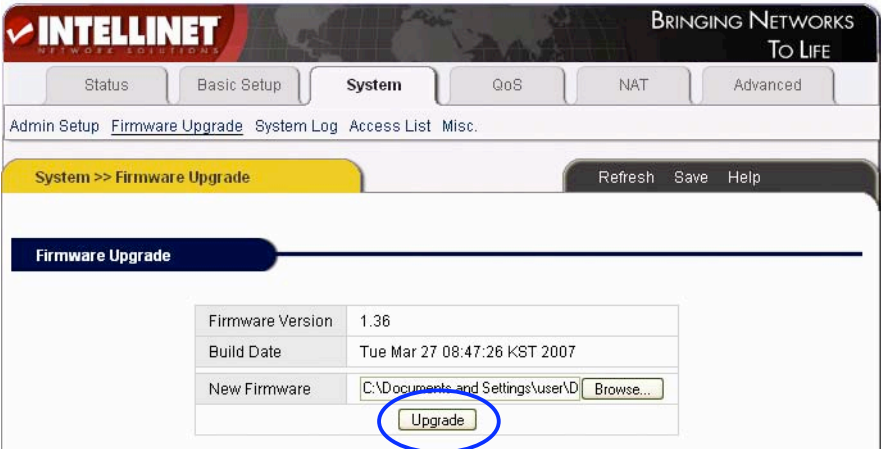 INTELLINET
NETWORK SOLUTIONS
BRINGING NETWORKS
TO LIFE
Status Basic Setup System QoS NAT Advanced
Admin Setup Firmware Upgrade System Log Access List Misc.
System >> Firmware Upgrade Refresh Save Help
Firmware Upgrade
Firmware Version 1.36
Build Date Tue Mar 27 08:47:26 KST 2007
New Firmware C:\Documents and Settings\user\D Browse...
Upgrade